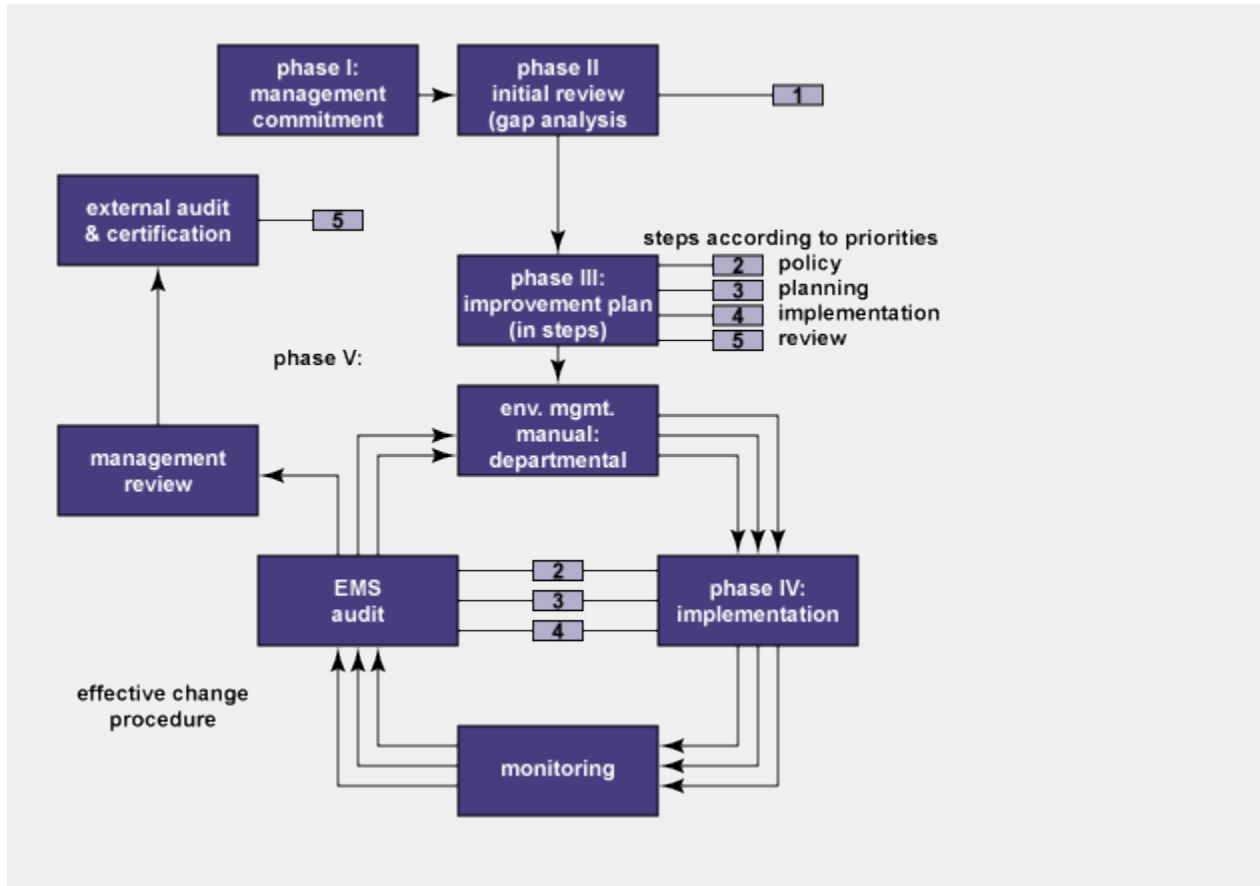 phase I:
management
commitment
phase II
initial review
(gap analysis
1
external audit
& certification
5
steps according to priorities
phase III:
improvement plan
(in steps)
2 policy
3 planning
4 implementation
5 review
phase V:
env. mgmt.
manual:
departmental
management
review
EMS
audit
2
3
4
phase IV:
implementation
effective change
procedure
monitoring